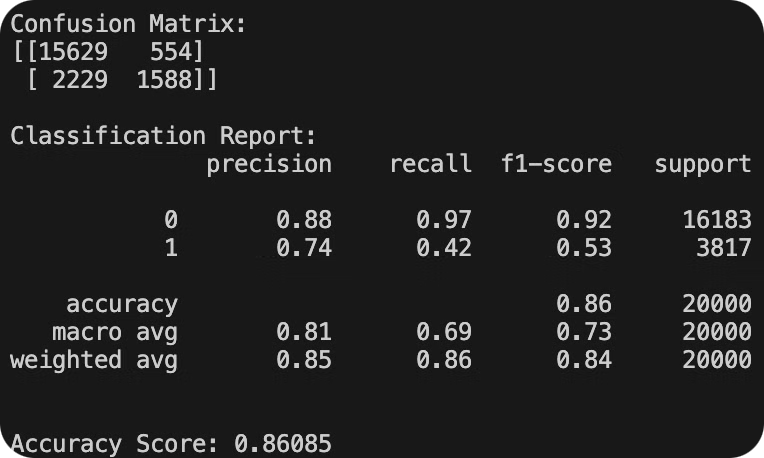 Confusion Matrix:
[[15629   554]
 [ 2229  1588]]
Classification Report:
              precision    recall  f1-score   support
           0       0.88      0.97      0.92     16183
           1       0.74      0.42      0.53      3817
    accuracy                           0.86     20000
   macro avg       0.81      0.69      0.73     20000
weighted avg       0.85      0.86      0.84     20000
Accuracy Score: 0.86085